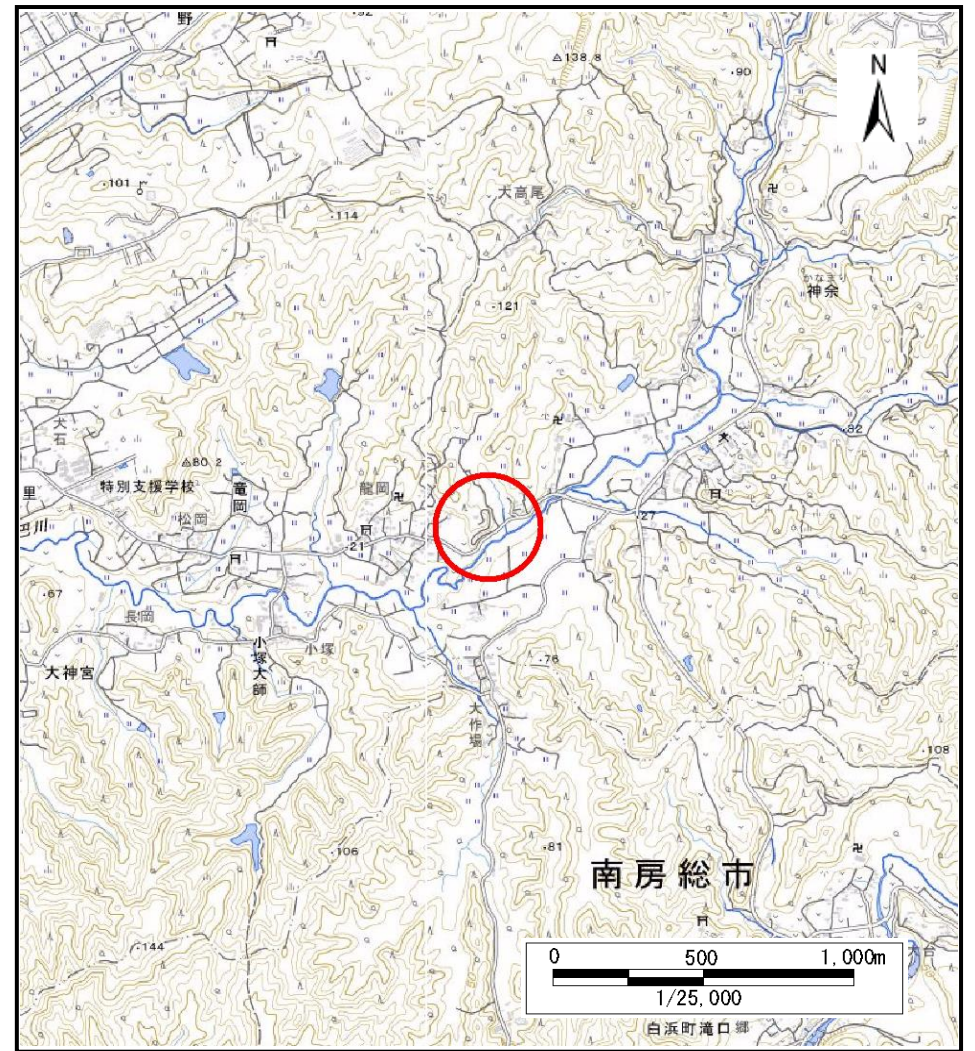 野
N
138.8
90
101
大高尾
114
かなまり
神余
121
大石
82
80.2
特別支援学校
竜岡
龍岡
里
松岡
27
21
67
長岡
小塚大師
小塚
大神宮
76
大作場
108
106
81
南房総市
144
0 500 1,000m
1/25,000
大台
白浜町滝口郷